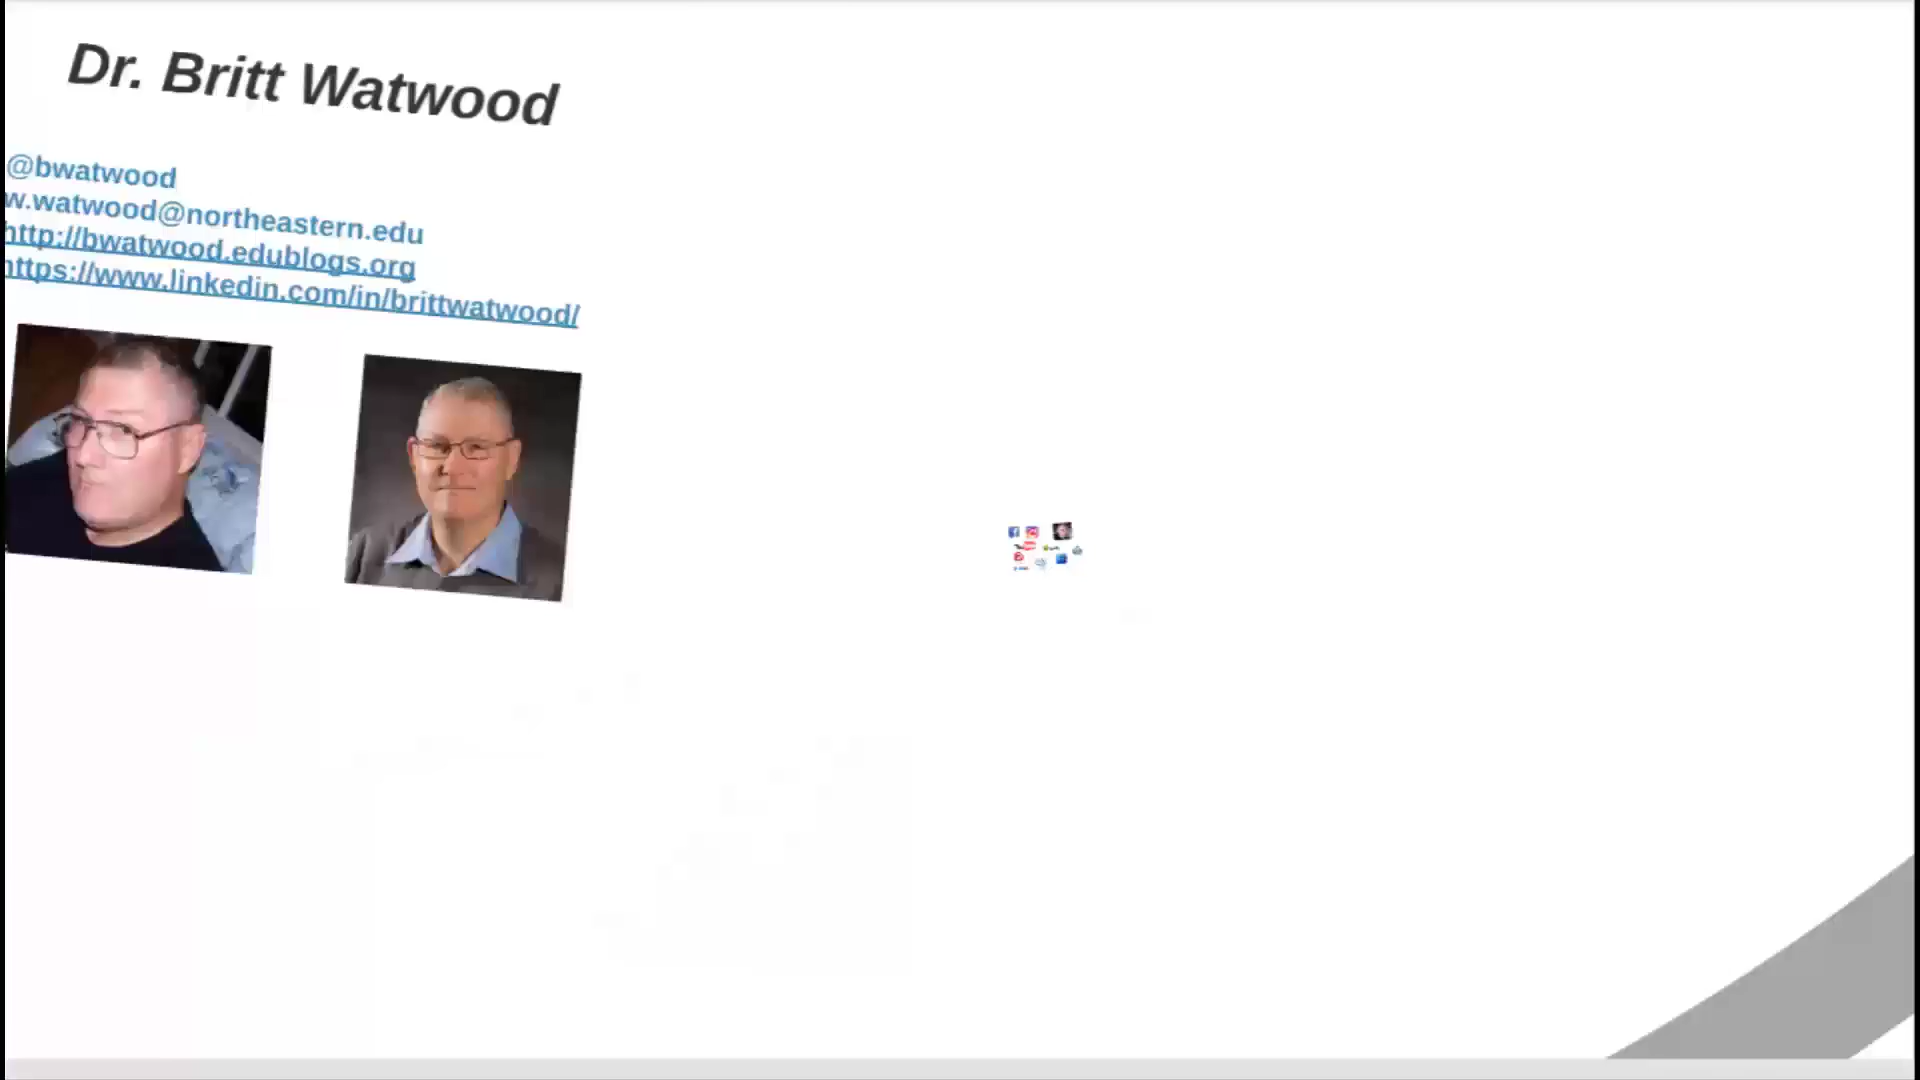 Dr. Britt Watwood
@bwatwood
w.watwood@northeastern.edu
http://bwatwood.edublogs.org
https://www.linkedin.com/in/brittwatwood/